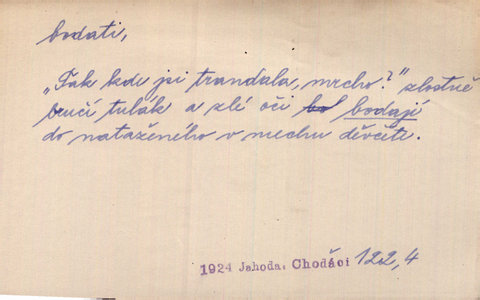 bodati,
„Tak kde jsi trandala, mrcho?" zlostně
bručí tulák a zlé oči bodají
do nataženého v mechu děvčete.
1924 Jahoda, Chodáci 122,4